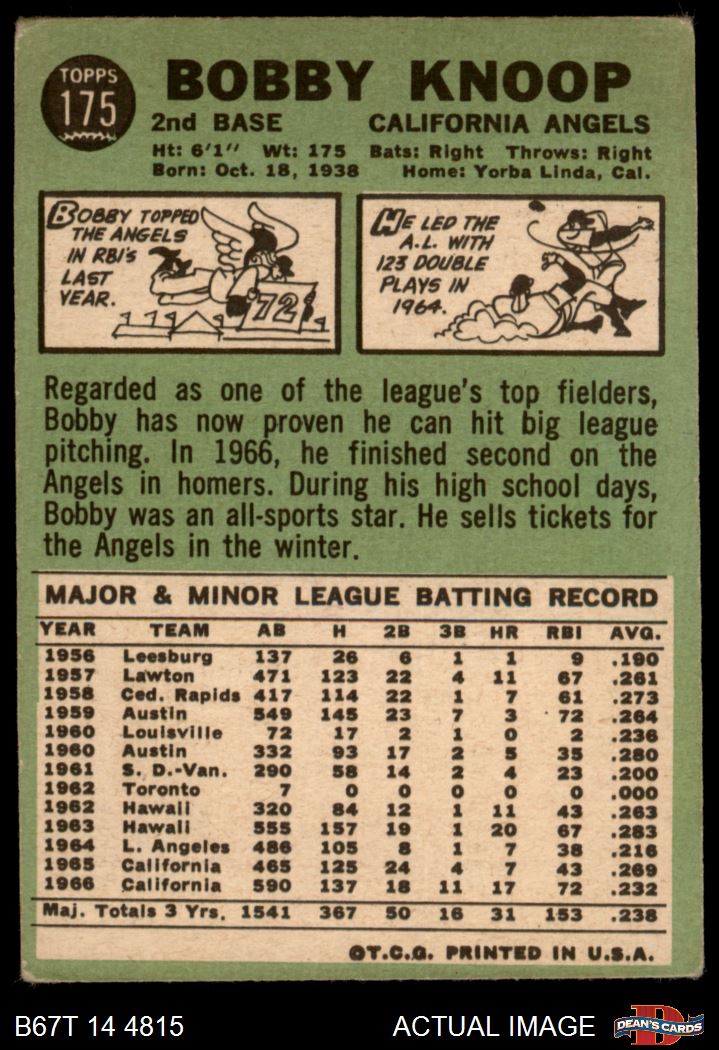 TOPPS
175
BOBBY KNOOP
2nd BASE CALIFORNIA ANGELS
Ht: 6'1" Wt: 175 Bats: Right Throws: Right
Born: Oct. 18, 1938 Home: Yorba Linda, Cal.
BOBBY TOPPED
THE ANGELS
IN RBI's
LAST
YEAR.
72
HE LED THE
A.L. WITH
123 DOUBLE
PLAYS IN
1964.
Regarded as one of the league's top fielders,
Bobby has now proven he can hit big league
pitching. In 1966, he finished second on the
Angels in homers. During his high school days,
Bobby was an all-sports star. He sells tickets for
the Angels in the winter.
MAJOR & MINOR LEAGUE BATTING RECORD
YEAR TEAM AB H 2B 3B HR RBI AVG.
1956 Leesburg 137 26 6 1 1 9 .190
1957 Lawton 471 123 22 4 11 67 .261
1958 Ced. Rapids 417 114 22 1 7 61 .273
1959 Austin 549 145 23 7 3 72 .264
1960 Louisville 72 17 2 1 0 2 .236
1960 Austin 332 93 17 2 5 35 .280
1961 S. D.-Van. 290 58 14 2 4 23 .200
1962 Toronto 7 0 0 0 0 0 .000
1962 Hawaii 320 84 12 1 11 43 .263
1963 Hawaii 555 157 19 1 20 67 .283
1964 L. Angeles 486 105 8 1 7 38 .216
1965 California 465 125 24 4 7 43 .269
1966 California 590 137 18 11 17 72 .232
Maj. Totals 3 Yrs. 1541 367 50 16 31 153 .238
©T.C.G. PRINTED IN U.S.A.
B67T 14 4815 ACTUAL IMAGE DEAN'S CARDS